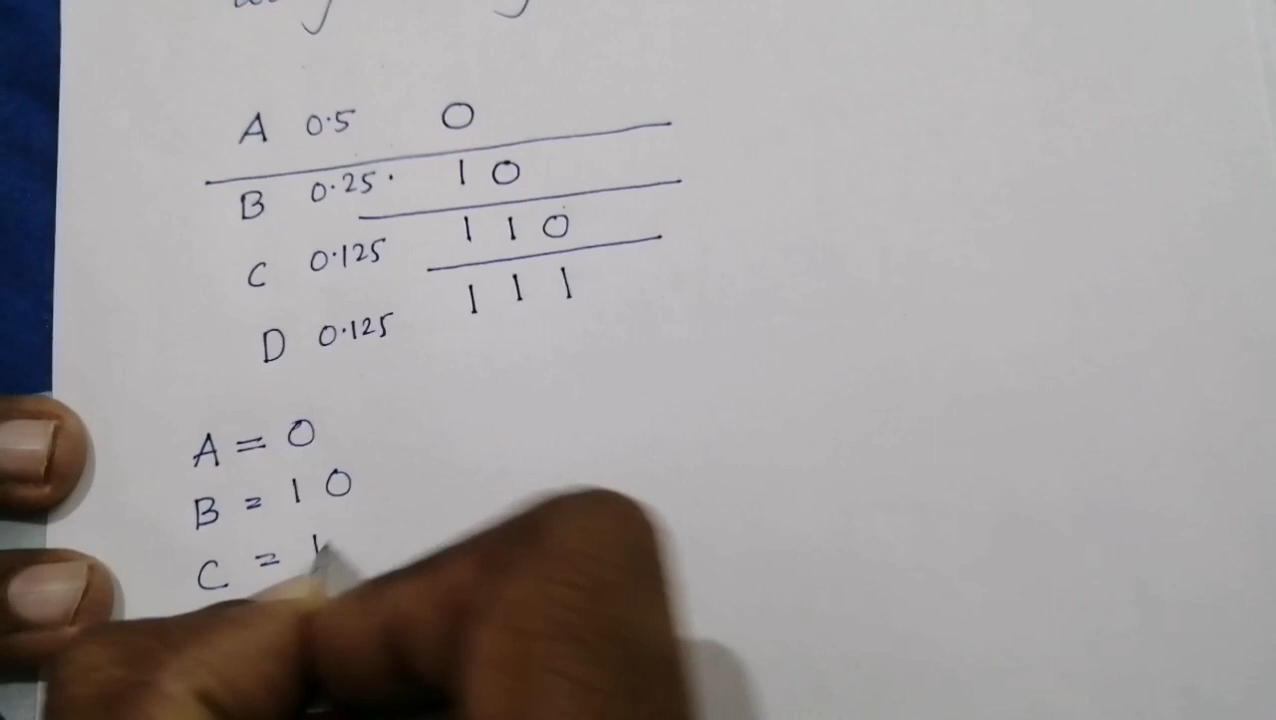 A 0.5 0
B 0.25. 1 0
C 0.125 1 1 0
D 0.125 1 1 1
A = 0
B = 1 0
C = 1